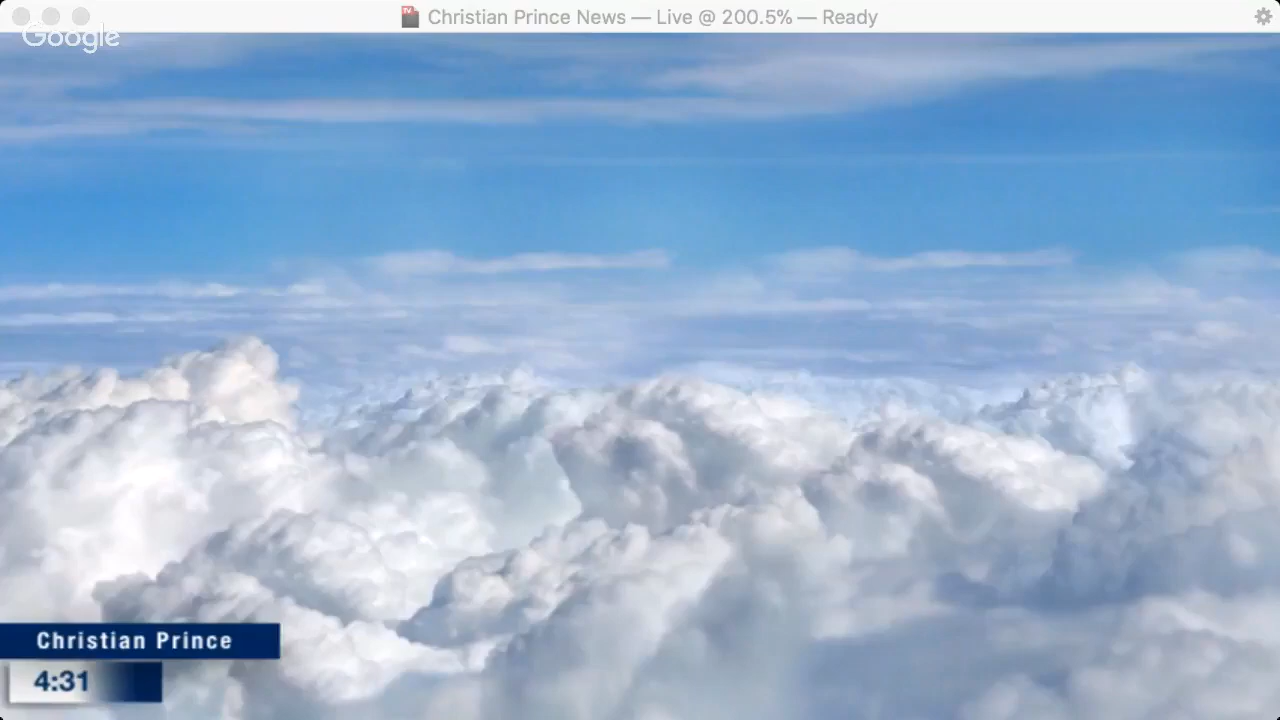 Christian Prince News — Live @ 200.5% — Ready
Google
Christian Prince
4:31